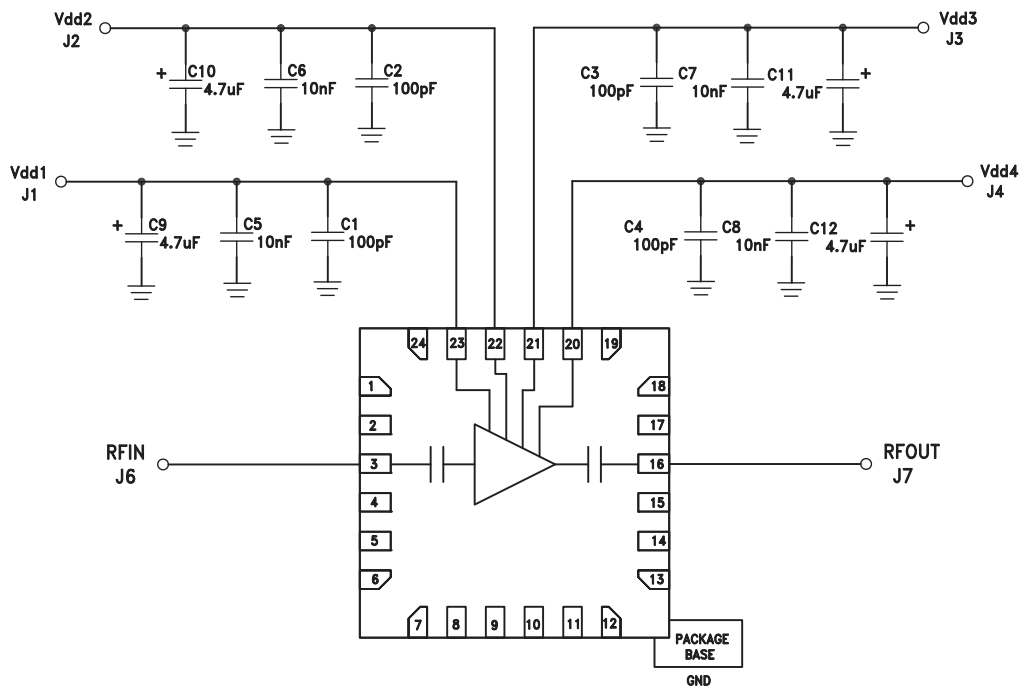 Vdd2
J2
+ C10
4.7uF
C6
10nF
C2
100pF
Vdd3
J3
C3
100pF
C7
10nF
C11
4.7uF +
Vdd1
J1
+ C9
4.7uF
C5
10nF
C1
100pF
Vdd4
J4
C4
100pF
C8
10nF
C12
4.7uF +
24 23 22 21 20 19
1
2
3
4
5
6
18
17
16
15
14
13
7 8 9 10 11 12
RFIN
J6
RFOUT
J7
PACKAGE
BASE
GND